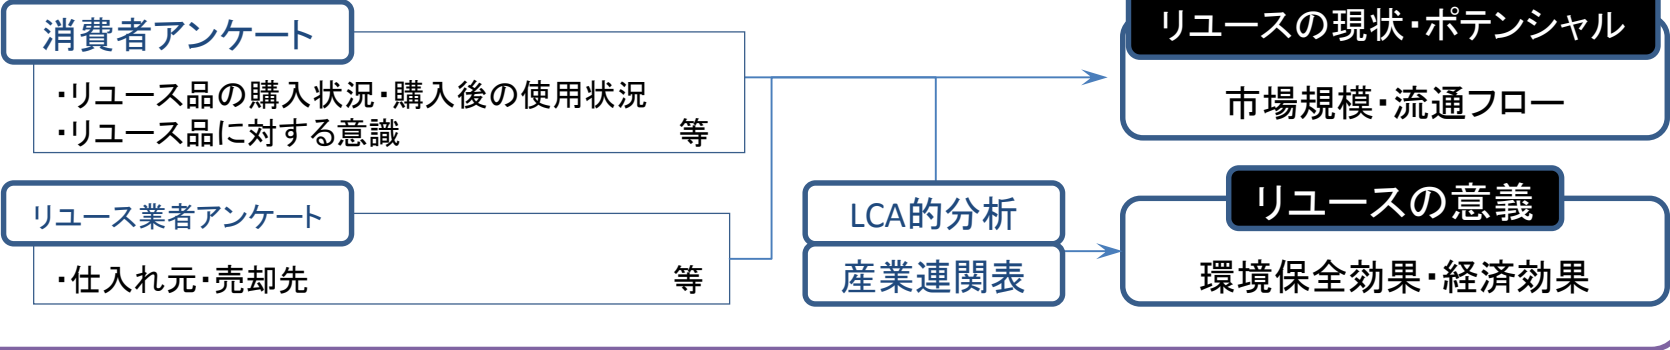 消費者アンケート
・リユース品の購入状況・購入後の使用状況
・リユース品に対する意識 等
リユース業者アンケート
・仕入れ元・売却先 等
LCA的分析
産業連関表
リユースの現状・ポテンシャル
市場規模・流通フロー
リユースの意義
環境保全効果・経済効果